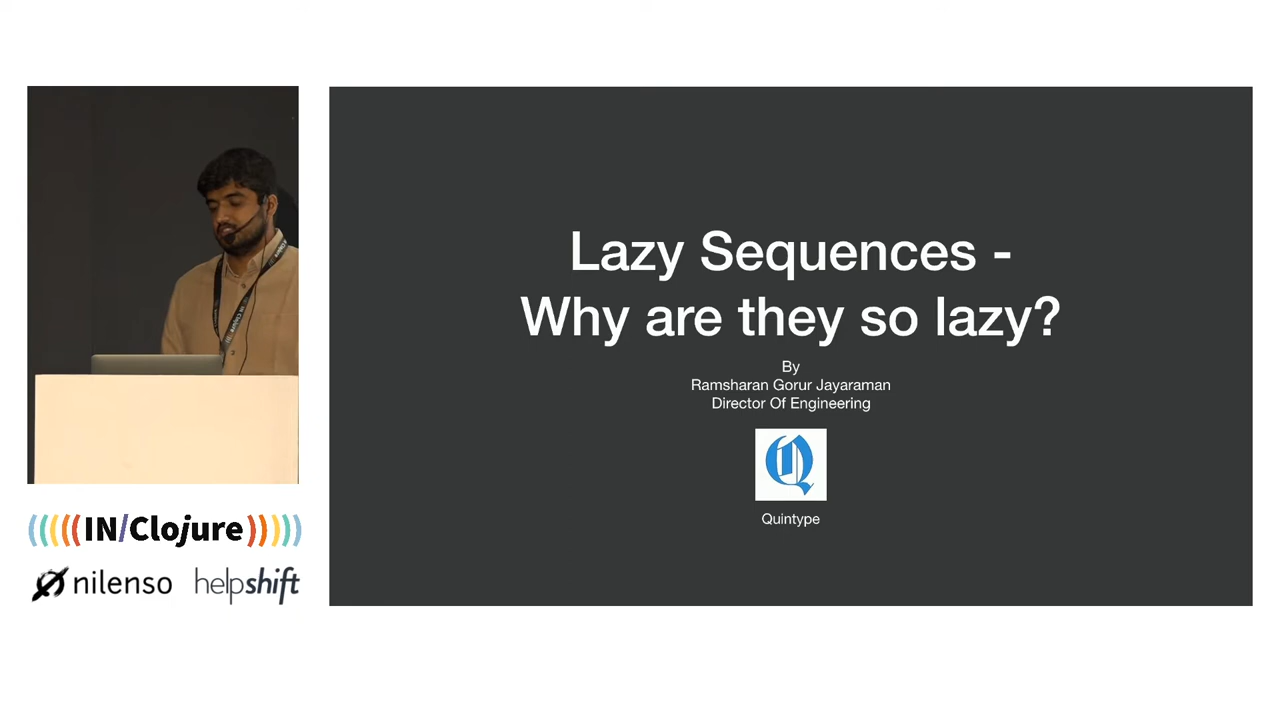 Lazy Sequences -
Why are they so lazy?
By
Ramsharan Gorur Jayaraman
Director Of Engineering
Quintype
(((((IN/Clojure)))))
nilenso helpshift